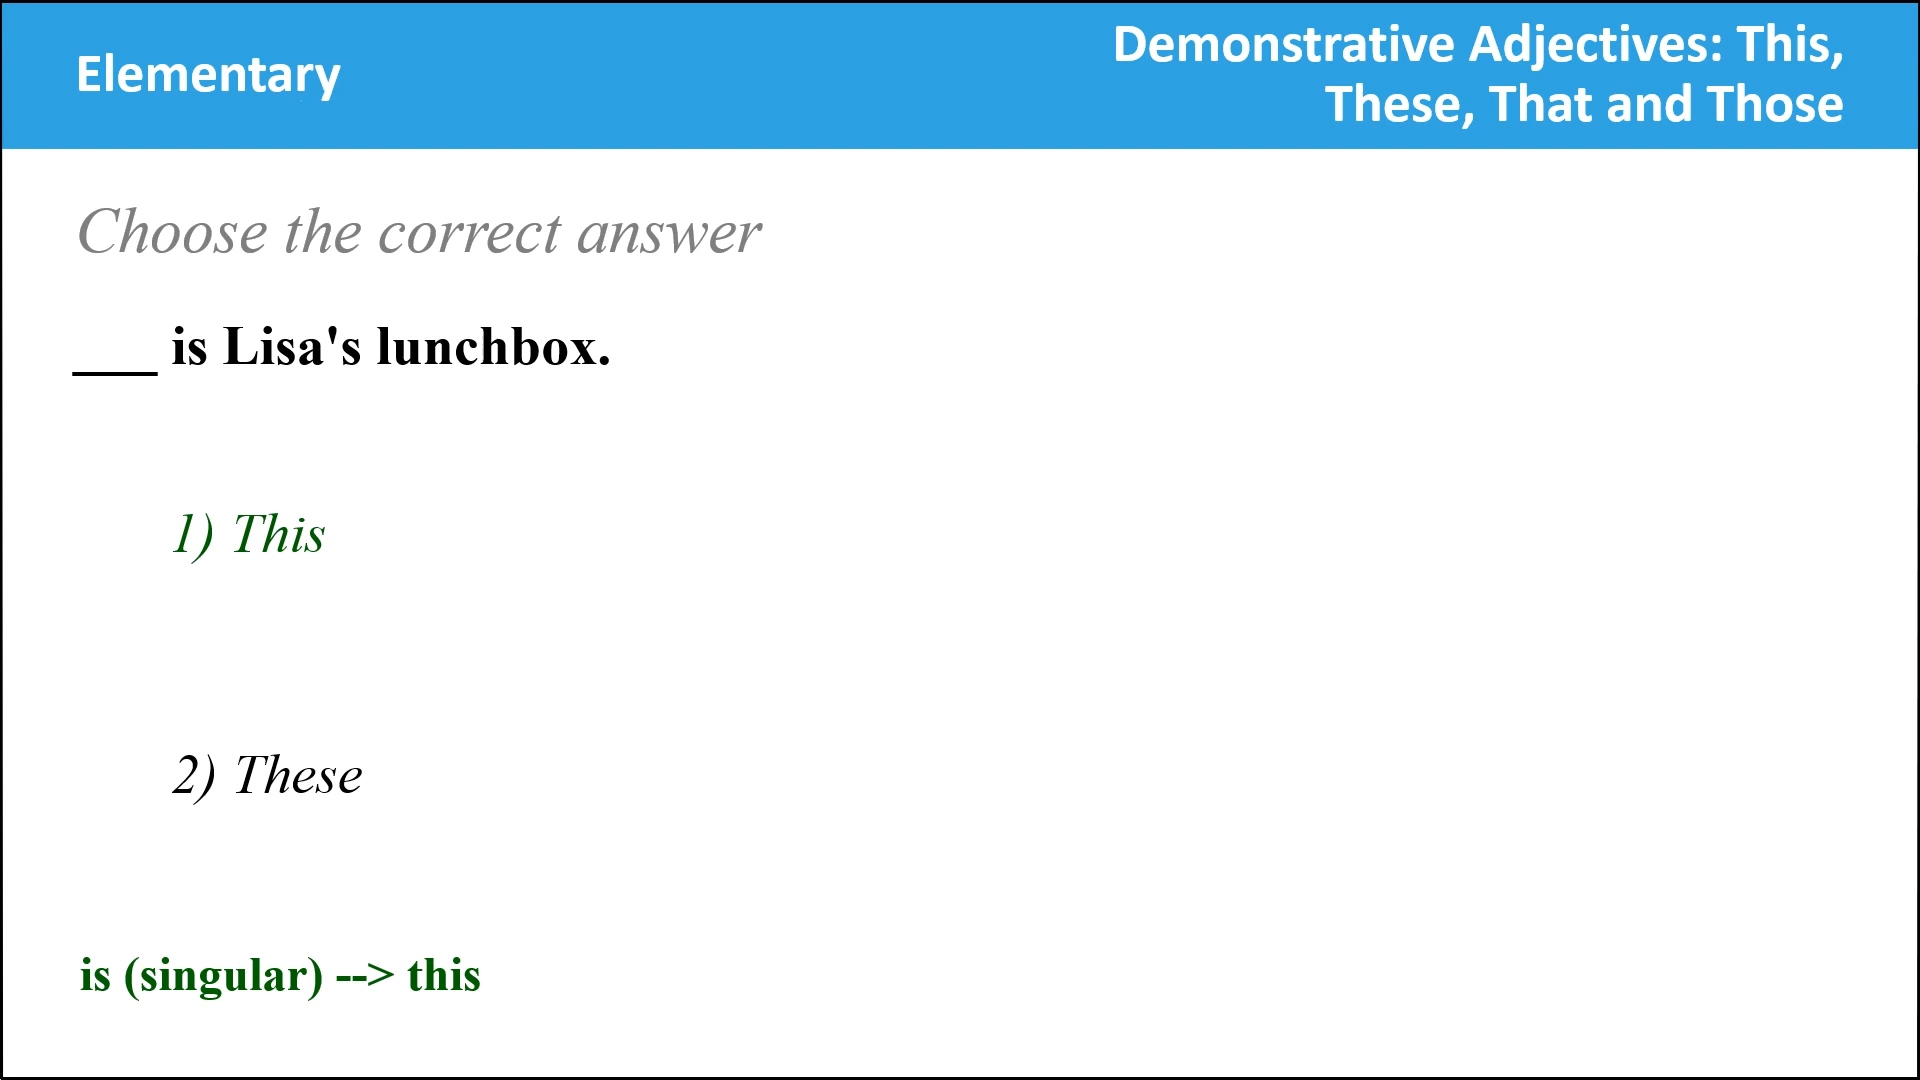 Elementary
Demonstrative Adjectives: This,
These, That and Those
Choose the correct answer
___ is Lisa's lunchbox.
1) This
2) These
is (singular) --> this